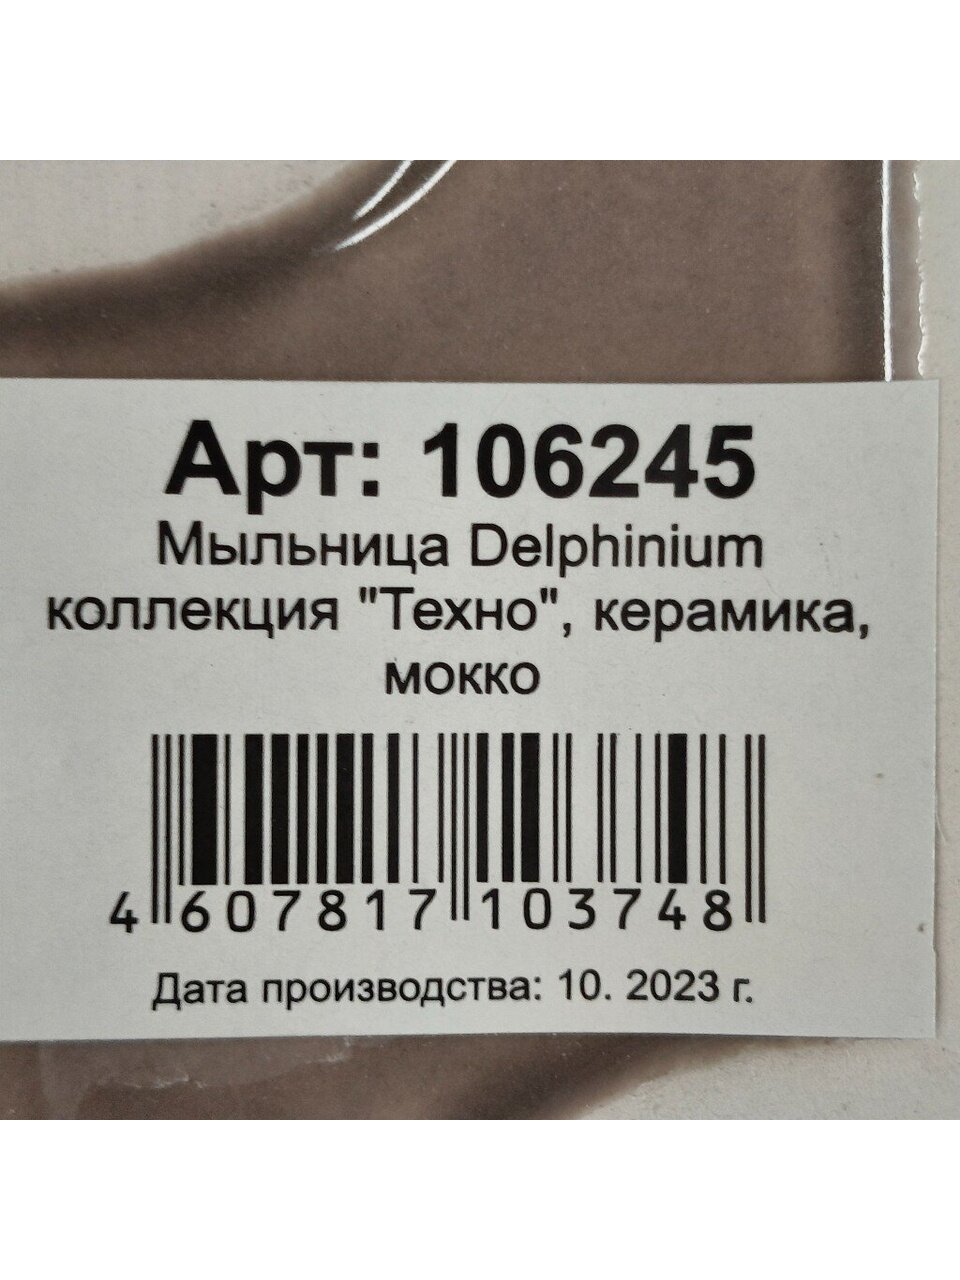 Арт: 106245
Мыльница Delphinium
коллекция "Техно", керамика,
мокко
4 607817 103748
Дата производства: 10. 2023 г.